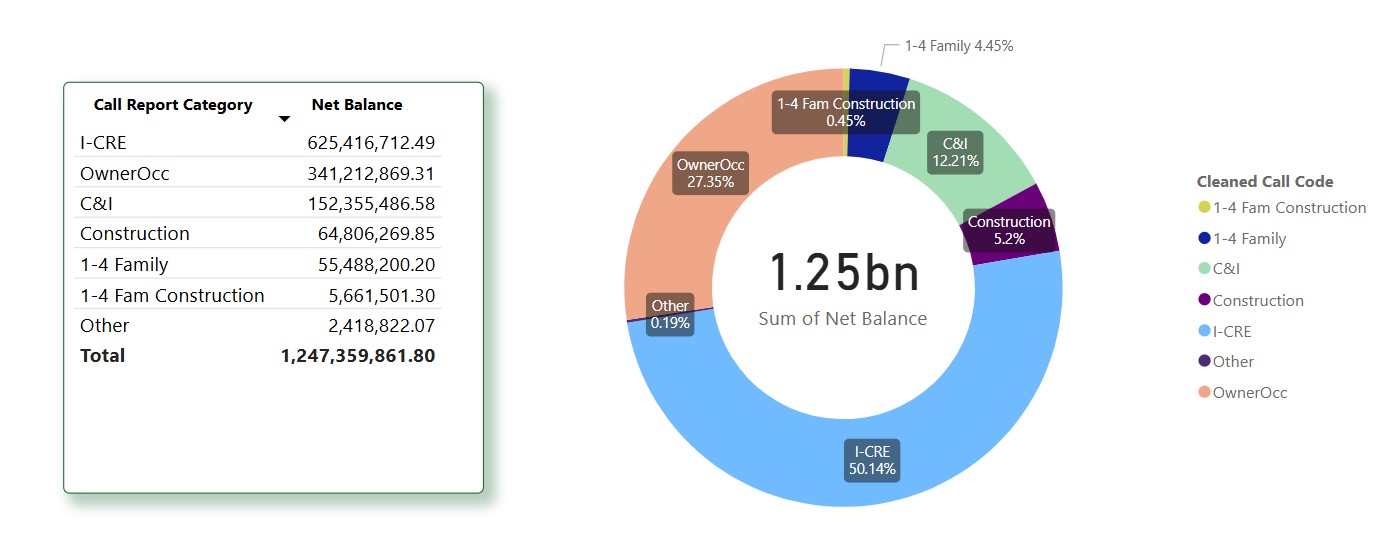 Call Report Category Net Balance
I-CRE 625,416,712.49
OwnerOcc 341,212,869.31
C&I 152,355,486.58
Construction 64,806,269.85
1-4 Family 55,488,200.20
1-4 Fam Construction 5,661,501.30
Other 2,418,822.07
Total 1,247,359,861.80
1-4 Family 4.45%
1-4 Fam Construction
0.45%
C&I
12.21%
OwnerOcc
27.35%
Construction
5.2%
1.25bn
Sum of Net Balance
Other
0.19%
I-CRE
50.14%
Cleaned Call Code
1-4 Fam Construction
1-4 Family
C&I
Construction
I-CRE
Other
OwnerOcc